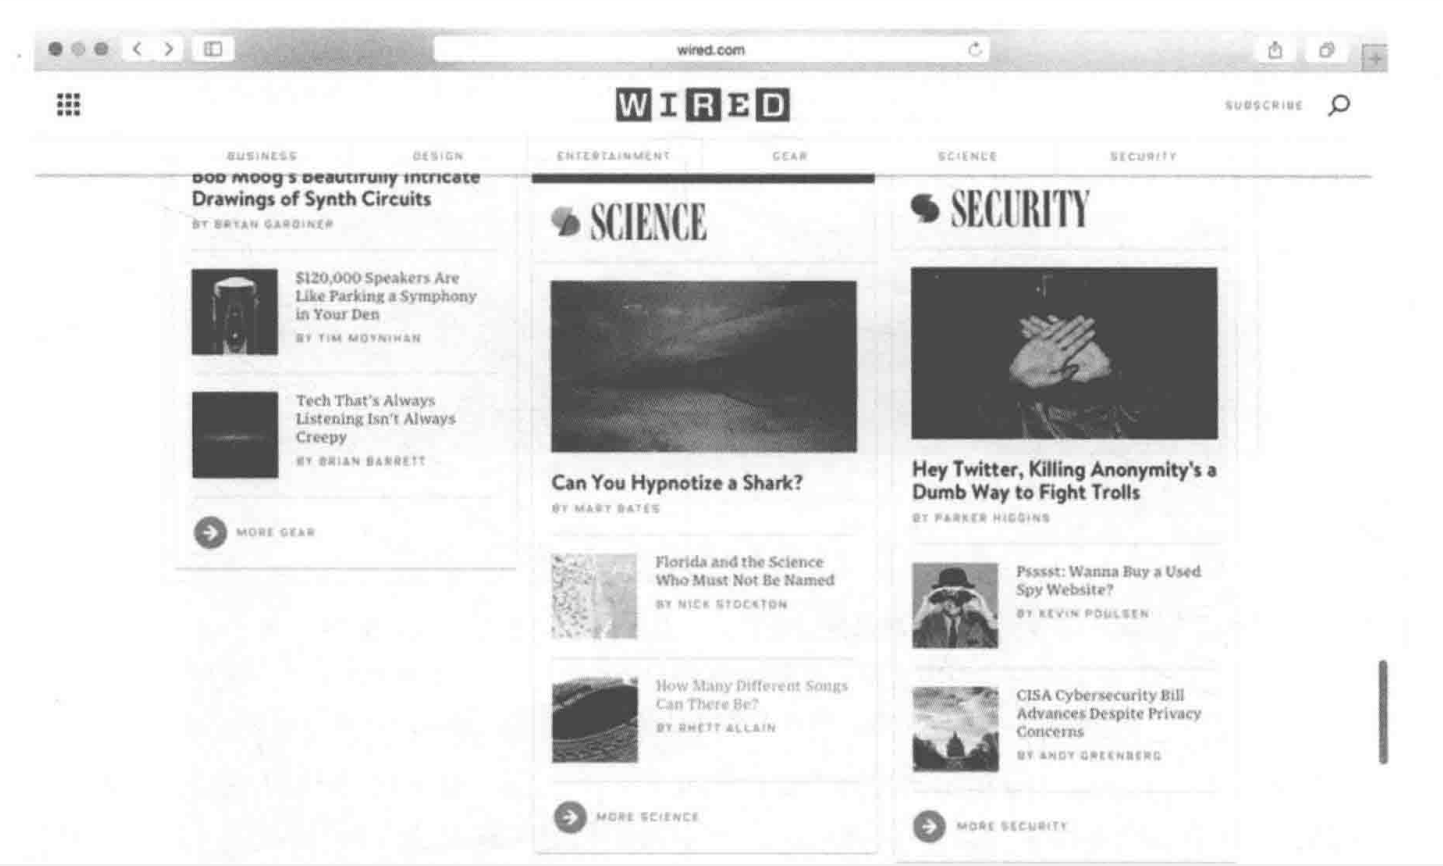 wired.com
WIRED
SUBSCRIBE
BUSINESS
DESIGN
ENTERTAINMENT
GEAR
SCIENCE
SECURITY
Bob Moog's Beautifully Intricate
Drawings of Synth Circuits
BY BRYAN GARDINER
$120,000 Speakers Are
Like Parking a Symphony
in Your Den
BY TIM MOYNIHAN
Tech That's Always
Listening Isn't Always
Creepy
BY BRIAN BARRETT
MORE GEAR
SCIENCE
Can You Hypnotize a Shark?
BY MARY BATES
Florida and the Science
Who Must Not Be Named
BY NICK STOCKTON
How Many Different Songs
Can There Be?
BY RHETT ALLAIN
MORE SCIENCE
SECURITY
Hey Twitter, Killing Anonymity's a
Dumb Way to Fight Trolls
BY PARKER HIGGINS
Psssst: Wanna Buy a Used
Spy Website?
BY KEVIN POULSEN
CISA Cybersecurity Bill
Advances Despite Privacy
Concerns
BY ANDY GREENBERG
MORE SECURITY